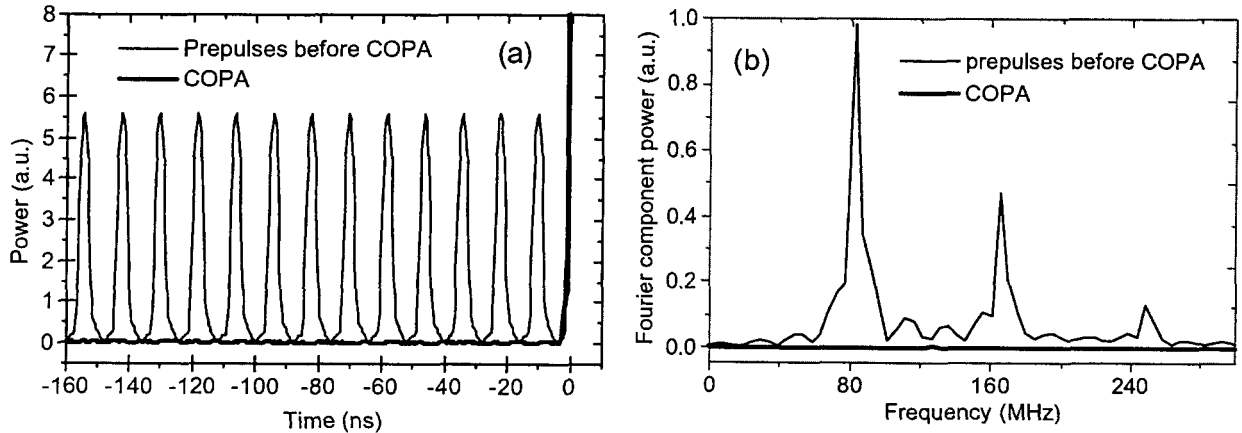 8
7
6
5
4
3
2
1
0
Power (a.u.)
Prepulses before COPA
COPA
(a)
-160 -140 -120 -100 -80 -60 -40 -20 0
Time (ns)
1.0
0.8
0.6
0.4
0.2
0.0
Fourier component power (a.u.)
(b)
prepulses before COPA
COPA
0 80 160 240
Frequency (MHz)